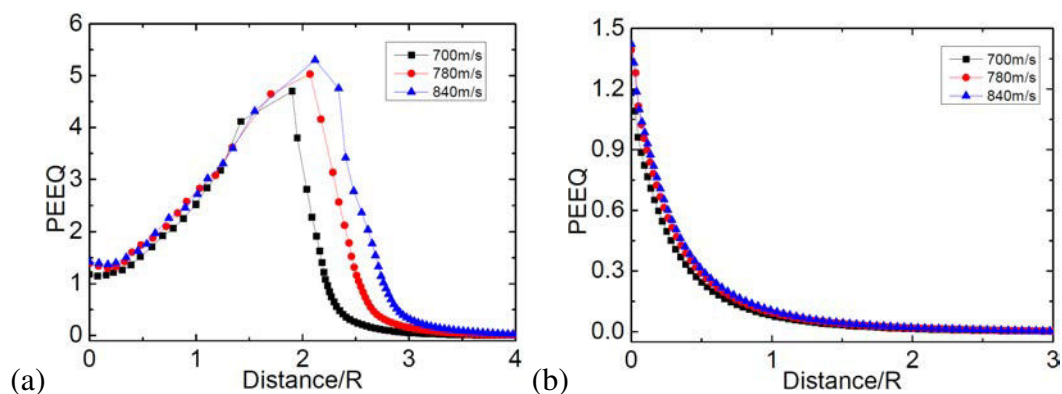 6
5
4
3
2
1
0
PEEQ
0 1 2 3 4
Distance/R
700m/s
780m/s
840m/s
(a)
1.5
1.2
0.9
0.6
0.3
0.0
PEEQ
0 1 2 3
Distance/R
700m/s
780m/s
840m/s
(b)